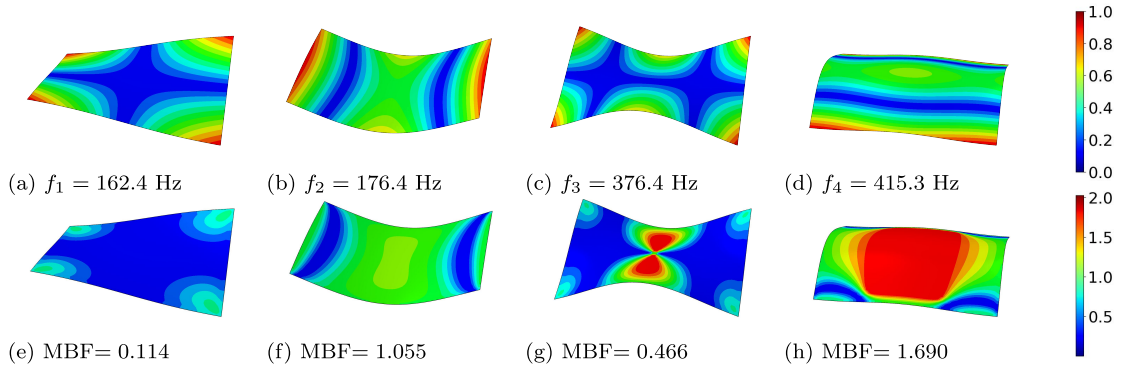 1.0
0.8
0.6
0.4
0.2
0.0
(a) f₁ = 162.4 Hz
(b) f₂ = 176.4 Hz
(c) f₃ = 376.4 Hz
(d) f₄ = 415.3 Hz
2.0
1.5
1.0
0.5
(e) MBF= 0.114
(f) MBF= 1.055
(g) MBF= 0.466
(h) MBF= 1.690